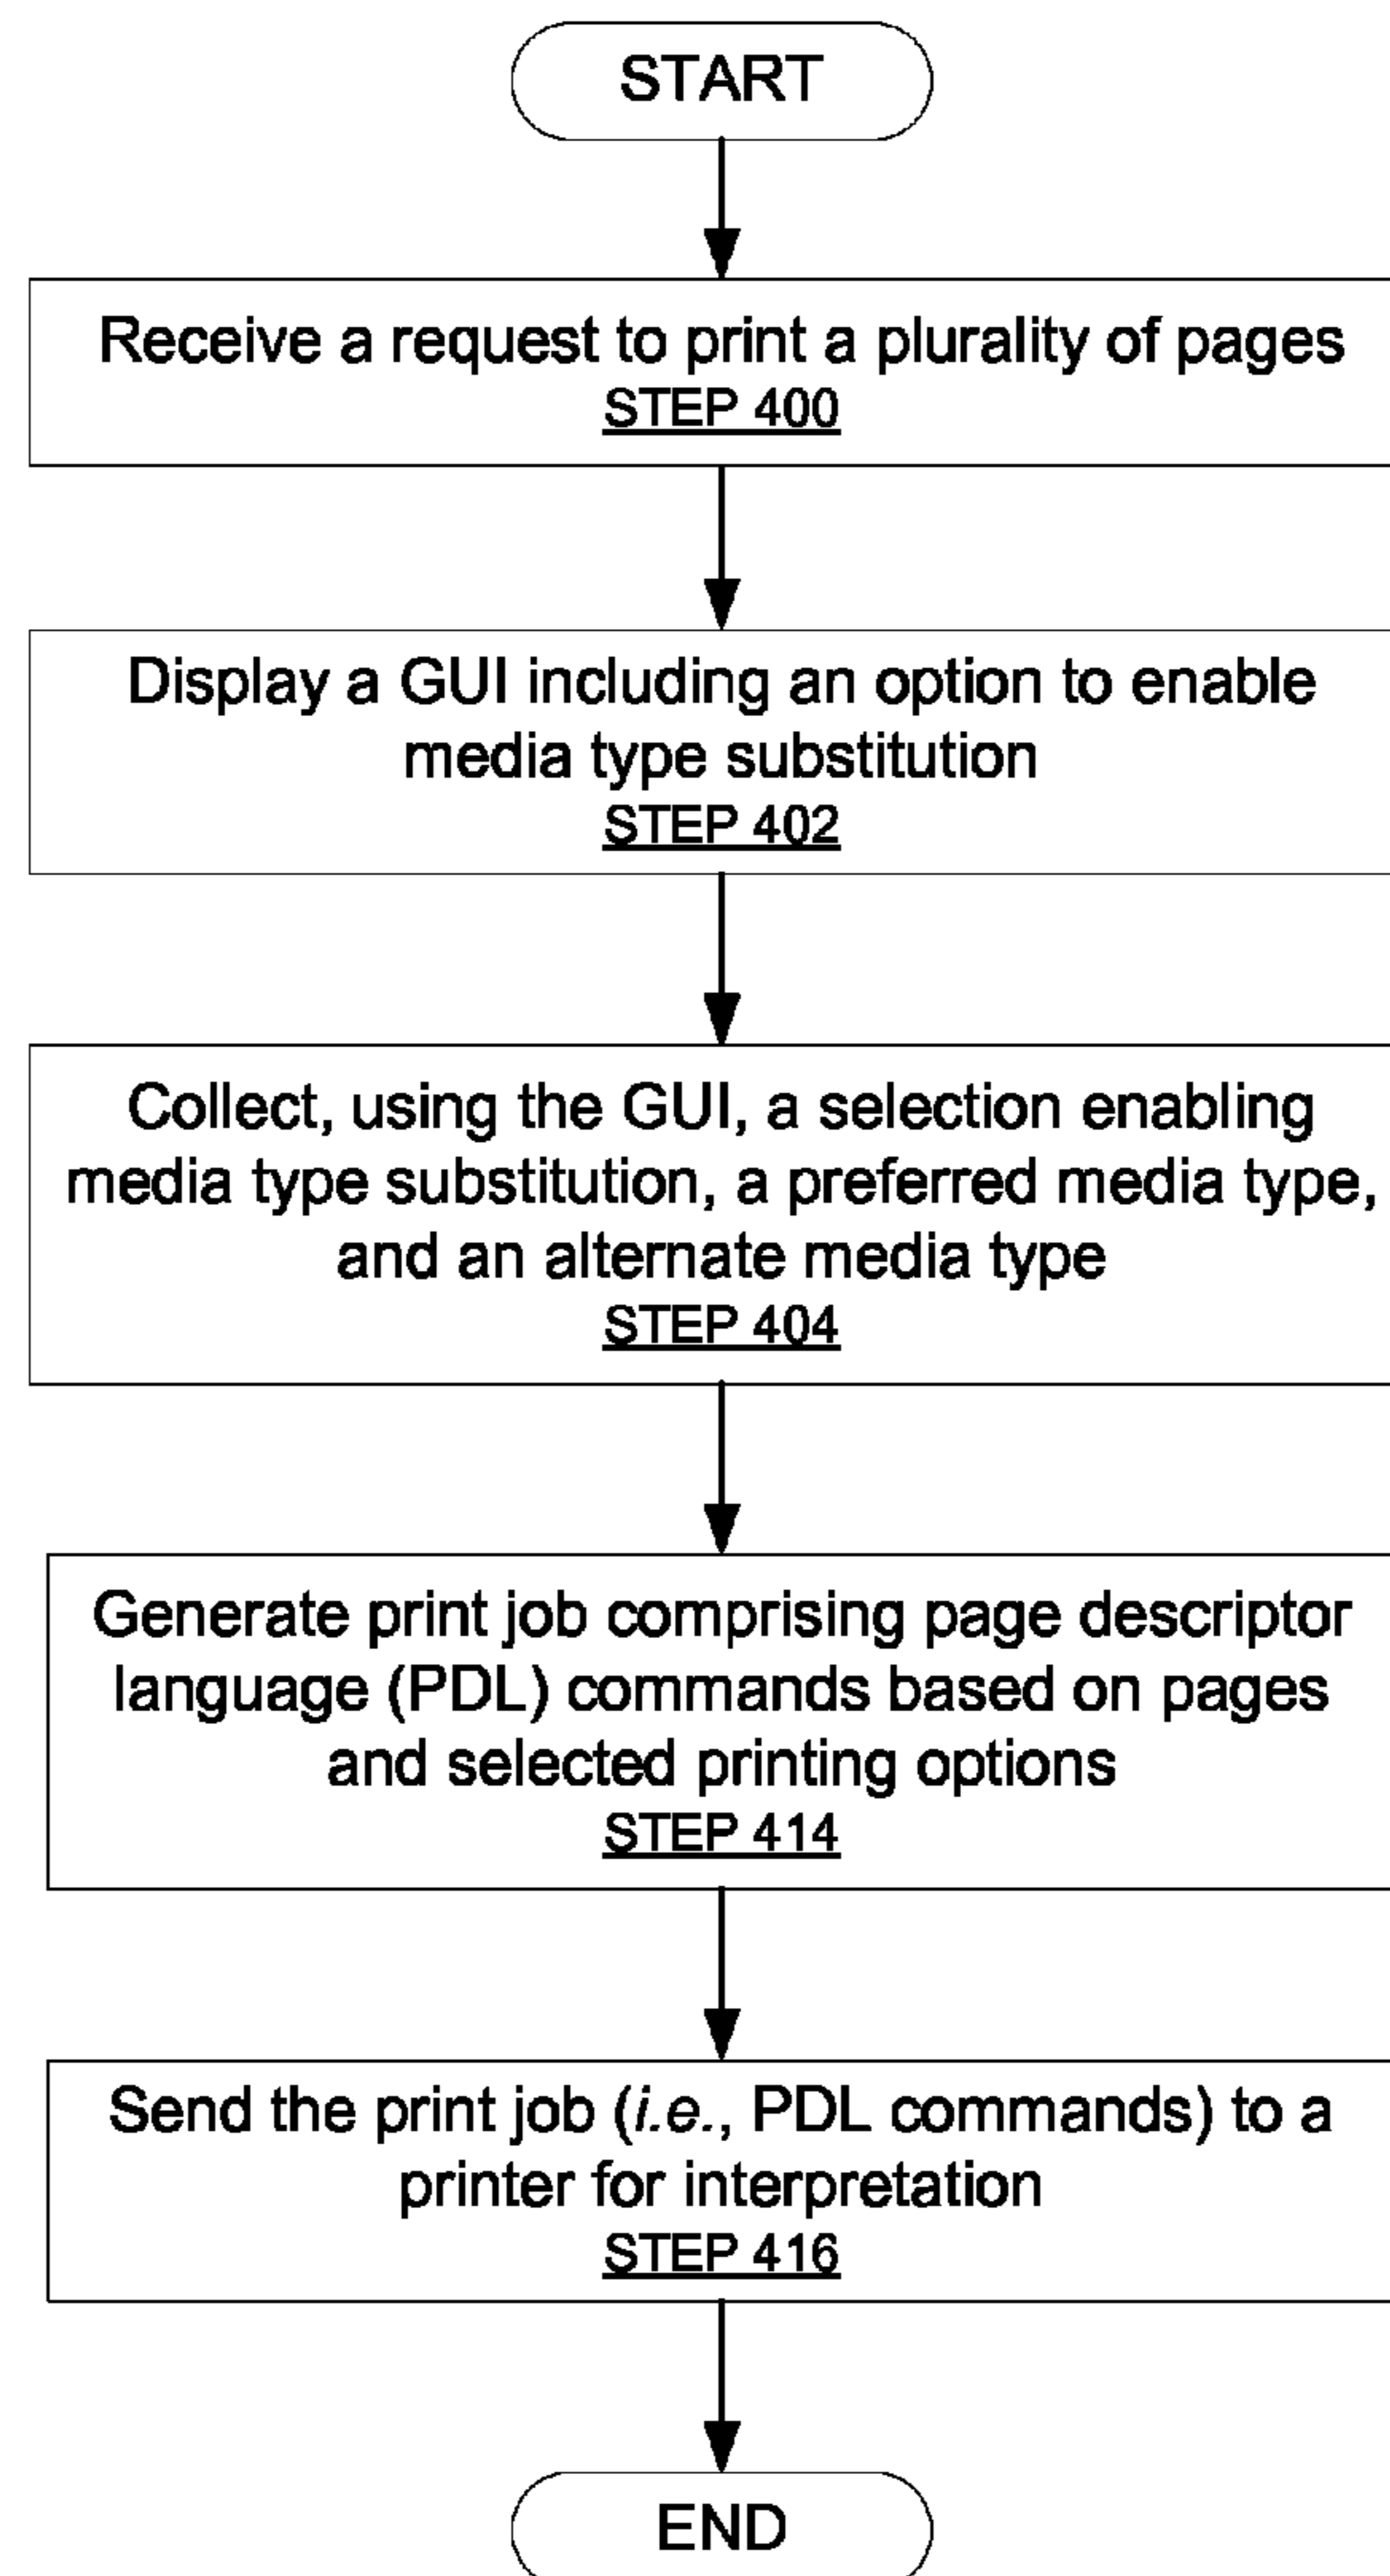 START
Receive a request to print a plurality of pages
STEP 400
Display a GUI including an option to enable
media type substitution
STEP 402
Collect, using the GUI, a selection enabling
media type substitution, a preferred media type,
and an alternate media type
STEP 404
Generate print job comprising page descriptor
language (PDL) commands based on pages
and selected printing options
STEP 414
Send the print job (i.e., PDL commands) to a
printer for interpretation
STEP 416
END